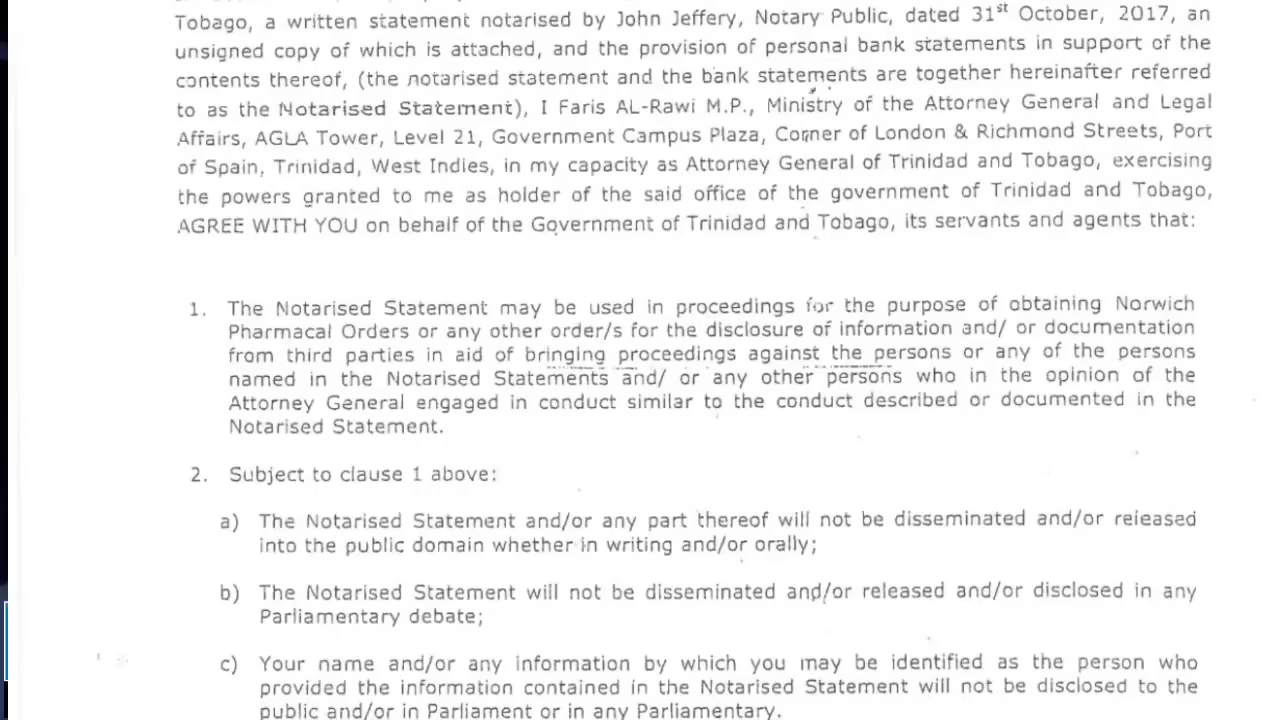 Tobago, a written statement notarised by John Jeffery, Notary Public, dated 31st October, 2017, an
unsigned copy of which is attached, and the provision of personal bank statements in support of the
contents thereof, (the notarised statement and the bank statements are together hereinafter referred
to as the Notarised Statement), I Faris AL-Rawi M.P., Ministry of the Attorney General and Legal
Affairs, AGLA Tower, Level 21, Government Campus Plaza, Corner of London & Richmond Streets, Port
of Spain, Trinidad, West Indies, in my capacity as Attorney General of Trinidad and Tobago, exercising
the powers granted to me as holder of the said office of the government of Trinidad and Tobago,
AGREE WITH YOU on behalf of the Government of Trinidad and Tobago, its servants and agents that:
1. The Notarised Statement may be used in proceedings for the purpose of obtaining Norwich
Pharmacal Orders or any other order/s for the disclosure of information and/ or documentation
from third parties in aid of bringing proceedings against the persons or any of the persons
named in the Notarised Statements and/ or any other persons who in the opinion of the
Attorney General engaged in conduct similar to the conduct described or documented in the
Notarised Statement.
2. Subject to clause 1 above:
a) The Notarised Statement and/or any part thereof will not be disseminated and/or released
into the public domain whether in writing and/or orally;
b) The Notarised Statement will not be disseminated and/or released and/or disclosed in any
Parliamentary debate;
c) Your name and/or any information by which you may be identified as the person who
provided the information contained in the Notarised Statement will not be disclosed to the
public and/or in Parliament or in any Parliamentary.